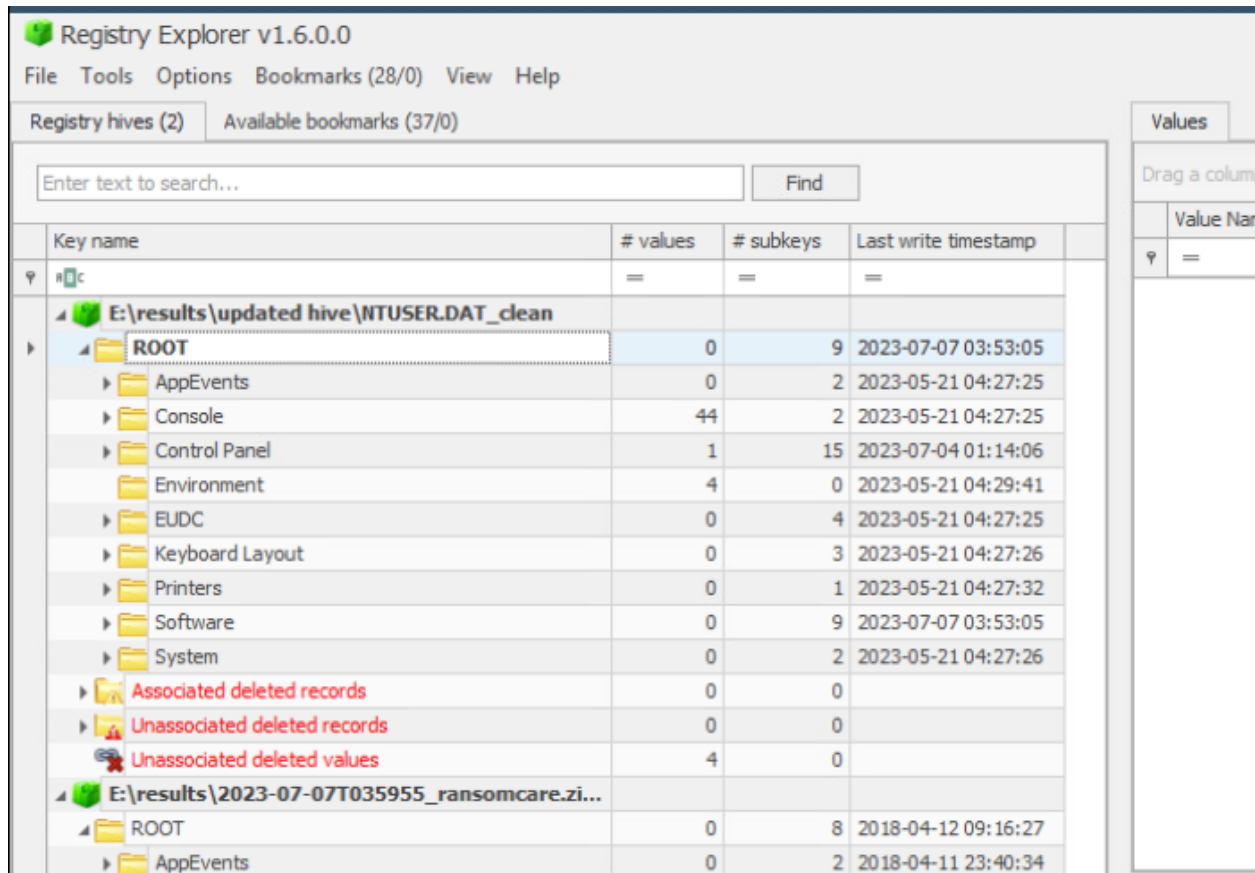 Registry Explorer v1.6.0.0
File Tools Options Bookmarks (28/0) View Help
Registry hives (2) Available bookmarks (37/0) Values
Enter text to search... Find Drag a colum
Key name # values # subkeys Last write timestamp Value Nar
= = = =
E:\results\updated hive\NTUSER.DAT_clean
ROOT 0 9 2023-07-07 03:53:05
AppEvents 0 2 2023-05-21 04:27:25
Console 44 2 2023-05-21 04:27:25
Control Panel 1 15 2023-07-04 01:14:06
Environment 4 0 2023-05-21 04:29:41
EUDC 0 4 2023-05-21 04:27:25
Keyboard Layout 0 3 2023-05-21 04:27:26
Printers 0 1 2023-05-21 04:27:32
Software 0 9 2023-07-07 03:53:05
System 0 2 2023-05-21 04:27:26
Associated deleted records 0 0
Unassociated deleted records 0 0
Unassociated deleted values 4 0
E:\results\2023-07-07T035955_ransomcare.zi...
ROOT 0 8 2018-04-12 09:16:27
AppEvents 0 2 2018-04-11 23:40:34